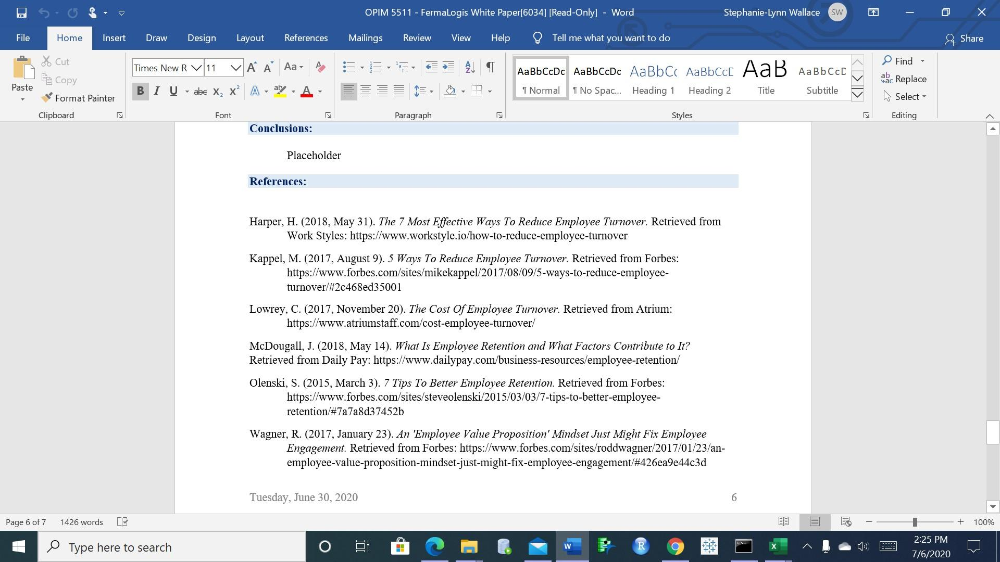 OPIM 5511 - FermaLogis White Paper[6034] [Read-Only] - Word
Stephanie-Lynn Wallace SW
File Home Insert Draw Design Layout References Mailings Review View Help Tell me what you want to do Share
Paste
Cut
Copy
Format Painter
Clipboard
Times New R 11 Aa
B I U abc X₂ X² A ab A
Font
Paragraph
AaBbCcDc AaBbCcDc AaBbC AaBbCcD AaB AaBbCcD
¶ Normal ¶ No Spac... Heading 1 Heading 2 Title Subtitle
Styles
Find
Replace
Select
Editing
Conclusions:
Placeholder
References:
Harper, H. (2018, May 31). The 7 Most Effective Ways To Reduce Employee Turnover. Retrieved from
Work Styles: https://www.workstyle.io/how-to-reduce-employee-turnover
Kappel, M. (2017, August 9). 5 Ways To Reduce Employee Turnover. Retrieved from Forbes:
https://www.forbes.com/sites/mikekappel/2017/08/09/5-ways-to-reduce-employee-
turnover/#2c468ed35001
Lowrey, C. (2017, November 20). The Cost Of Employee Turnover. Retrieved from Atrium:
https://www.atriumstaff.com/cost-employee-turnover/
McDougall, J. (2018, May 14). What Is Employee Retention and What Factors Contribute to It?
Retrieved from Daily Pay: https://www.dailypay.com/business-resources/employee-retention/
Olenski, S. (2015, March 3). 7 Tips To Better Employee Retention. Retrieved from Forbes:
https://www.forbes.com/sites/steveolenski/2015/03/03/7-tips-to-better-employee-
retention/#7a7a8d37452b
Wagner, R. (2017, January 23). An 'Employee Value Proposition' Mindset Just Might Fix Employee
Engagement. Retrieved from Forbes: https://www.forbes.com/sites/roddwagner/2017/01/23/an-
employee-value-proposition-mindset-just-might-fix-employee-engagement/#426ea9e44c3d
Tuesday, June 30, 2020 6
Page 6 of 7 1426 words 100%
Type here to search
2:25 PM
7/6/2020